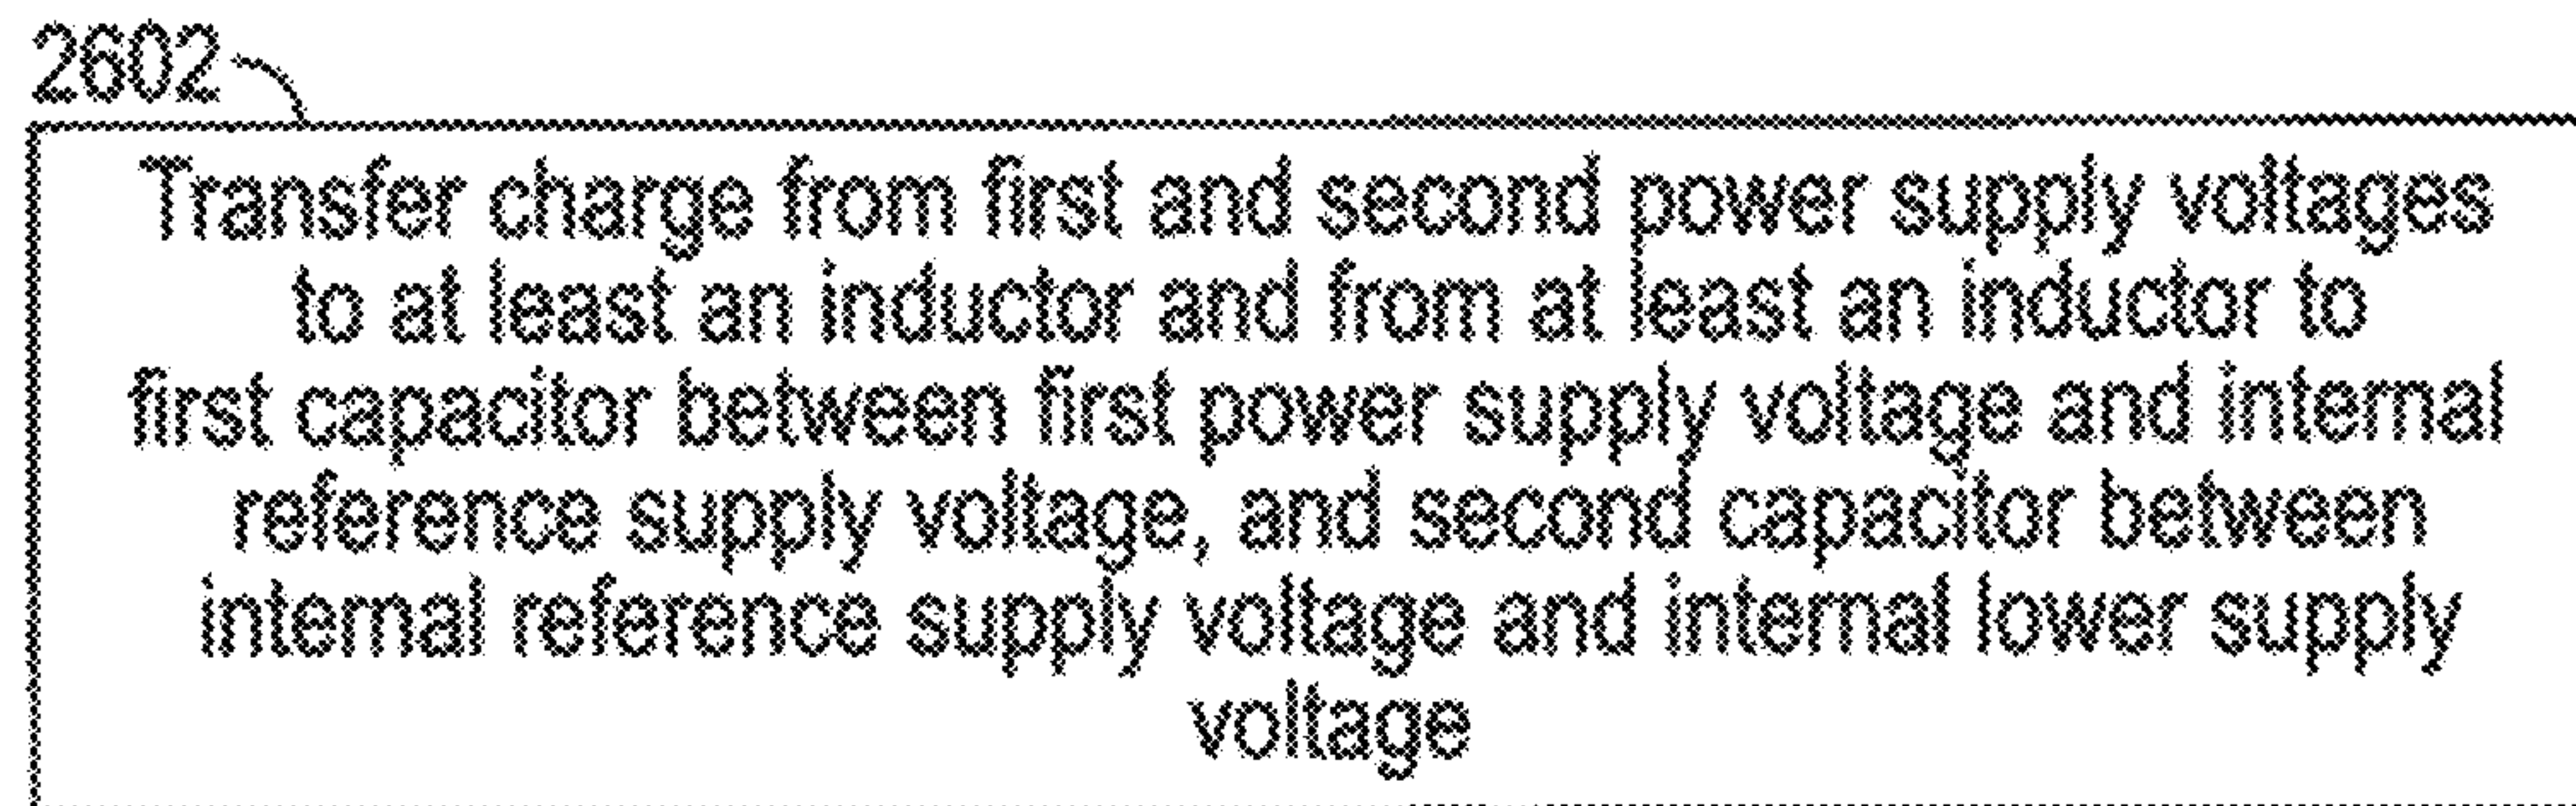 2602
Transfer charge from first and second power supply voltages
to at least an inductor and from at least an inductor to
first capacitor between first power supply voltage and internal
reference supply voltage, and second capacitor between
internal reference supply voltage and internal lower supply
voltage